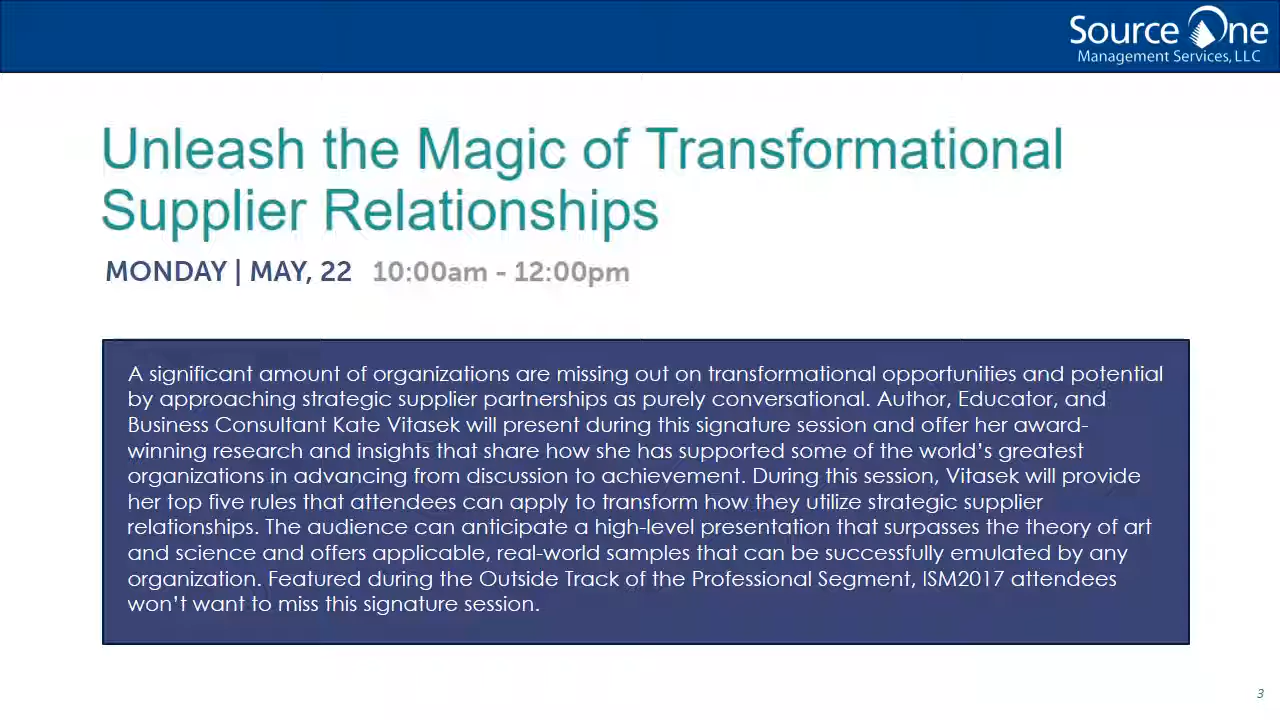 Source One
Management Services, LLC
Unleash the Magic of Transformational
Supplier Relationships
MONDAY | MAY, 22 10:00am - 12:00pm
A significant amount of organizations are missing out on transformational opportunities and potential
by approaching strategic supplier partnerships as purely conversational. Author, Educator, and
Business Consultant Kate Vitasek will present during this signature session and offer her award-
winning research and insights that share how she has supported some of the world's greatest
organizations in advancing from discussion to achievement. During this session, Vitasek will provide
her top five rules that attendees can apply to transform how they utilize strategic supplier
relationships. The audience can anticipate a high-level presentation that surpasses the theory of art
and science and offers applicable, real-world samples that can be successfully emulated by any
organization. Featured during the Outside Track of the Professional Segment, ISM2017 attendees
won't want to miss this signature session.
3